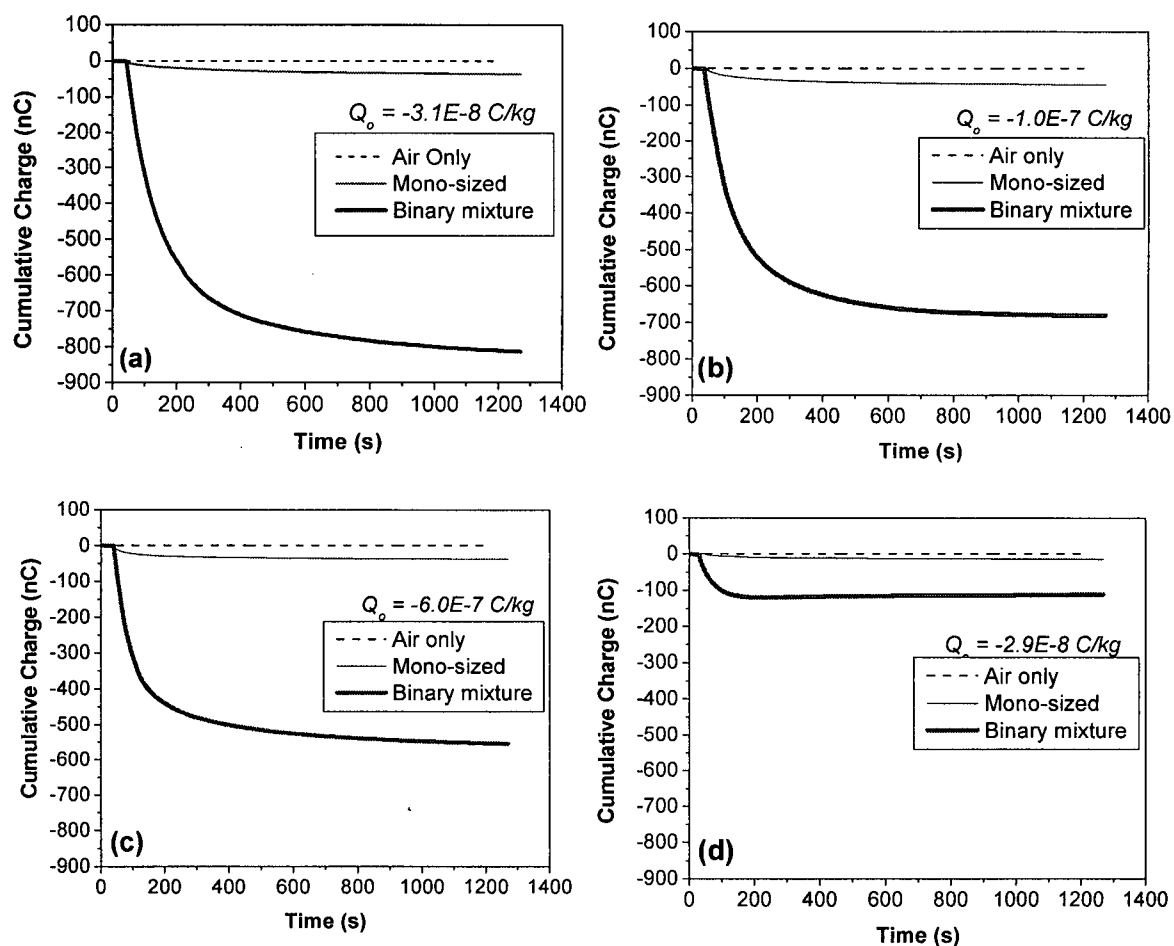 100
0
-100
-200
-300
-400
-500
-600
-700
-800
-900
Cumulative Charge (nC)
Q_o = -3.1E-8 C/kg
Air Only
Mono-sized
Binary mixture
(a)
0 200 400 600 800 1000 1200 1400
Time (s)
100
0
-100
-200
-300
-400
-500
-600
-700
-800
-900
Cumulative Charge (nC)
Q_o = -1.0E-7 C/kg
Air only
Mono-sized
Binary mixture
(b)
0 200 400 600 800 1000 1200 1400
Time (s)
100
0
-100
-200
-300
-400
-500
-600
-700
-800
-900
Cumulative Charge (nC)
Q_o = -6.0E-7 C/kg
Air only
Mono-sized
Binary mixture
(c)
0 200 400 600 800 1000 1200 1400
Time (s)
100
0
-100
-200
-300
-400
-500
-600
-700
-800
-900
Cumulative Charge (nC)
Q_o = -2.9E-8 C/kg
Air only
Mono-sized
Binary mixture
(d)
0 200 400 600 800 1000 1200 1400
Time (s)